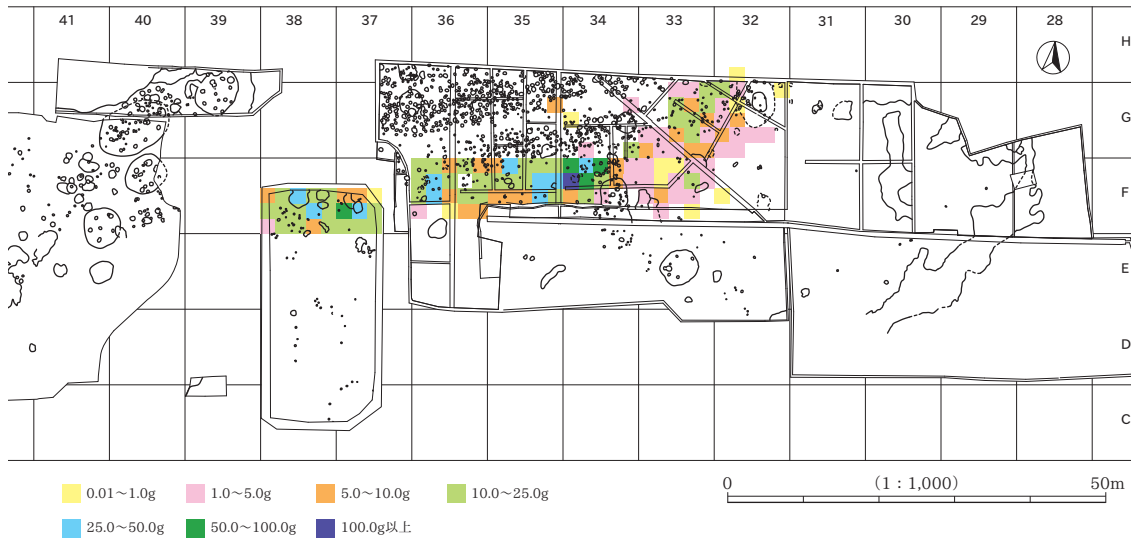 41 40 39 38 37 36 35 34 33 32 31 30 29 28
H
G
F
E
D
C
0.01～1.0g 1.0～5.0g 5.0～10.0g 10.0～25.0g
25.0～50.0g 50.0～100.0g 100.0g以上
0 (1：1,000) 50m